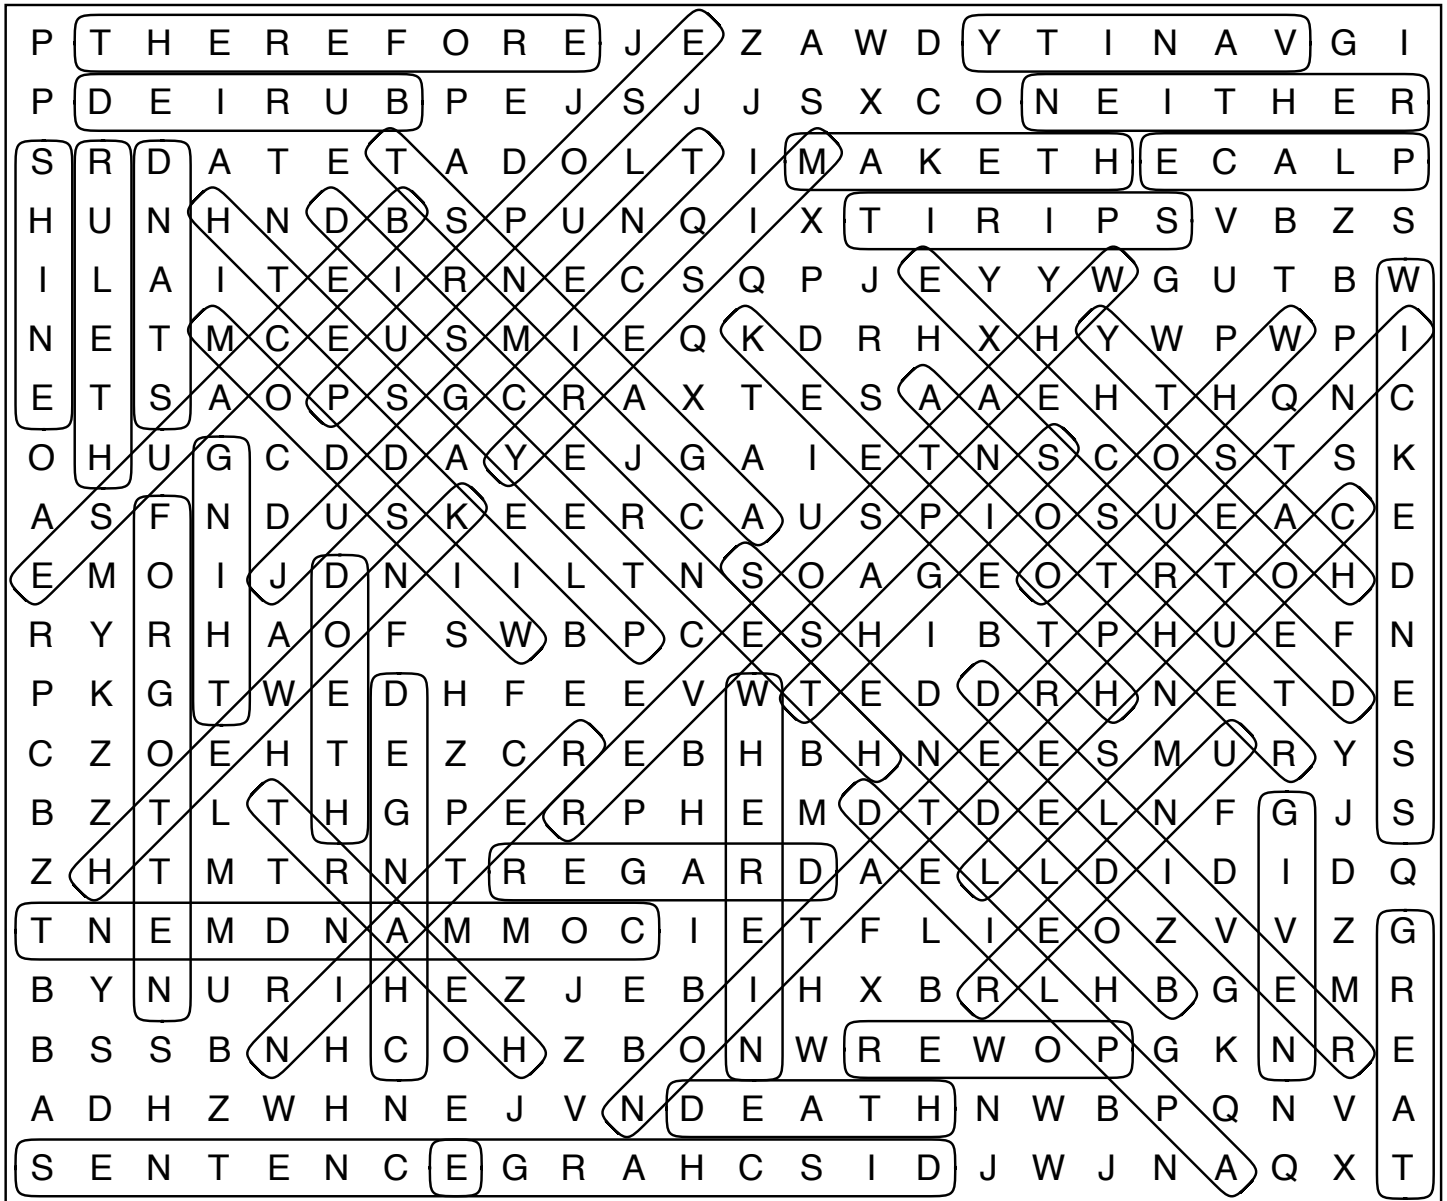 P T H E R E F O R E J E Z A W D Y T I N A V G I
P D E I R U B P E J S J J S X C O N E I T H E R
S R D A T E T A D O L T I M A K E T H E C A L P
H U N H N D B S P U N Q I X T I R I P S V B Z S
I L A I T E I R N E C S Q P J E Y Y W G U T B W
N E T M C E U S M I E Q K D R H X H Y W P W P I
E T S A O P S G C R A X T E S A A E H T H Q N C
O H U G C D D A Y E J G A I E T N S C O S T S K
A S F N D U S K E E R C A U S P I O S U E A C E
E M O I J D N I I L T N S O A G E O T R T O H D
R Y R H A O F S W B P C E S H I B T P H U E F N
P K G T W E D H F E E V W T E D D R H N E T D E
C Z O E H T E Z C R E B H B H N E E S M U R Y S
B Z T L T H G P E R P H E M D T D E L N F G J S
Z H T M T R N T R E G A R D A E L L D I D I D Q
T N E M D N A M M O C I E T F L I E O Z V V Z G
B Y N U R I H E Z J E B I H X B R L H B G E M R
B S S B N H C O H Z B O N W R E W O P G K N R E
A D H Z W H N E J V N D E A T H N W B P Q N V A
S E N T E N C E G R A H C S I D J W J N A Q X T